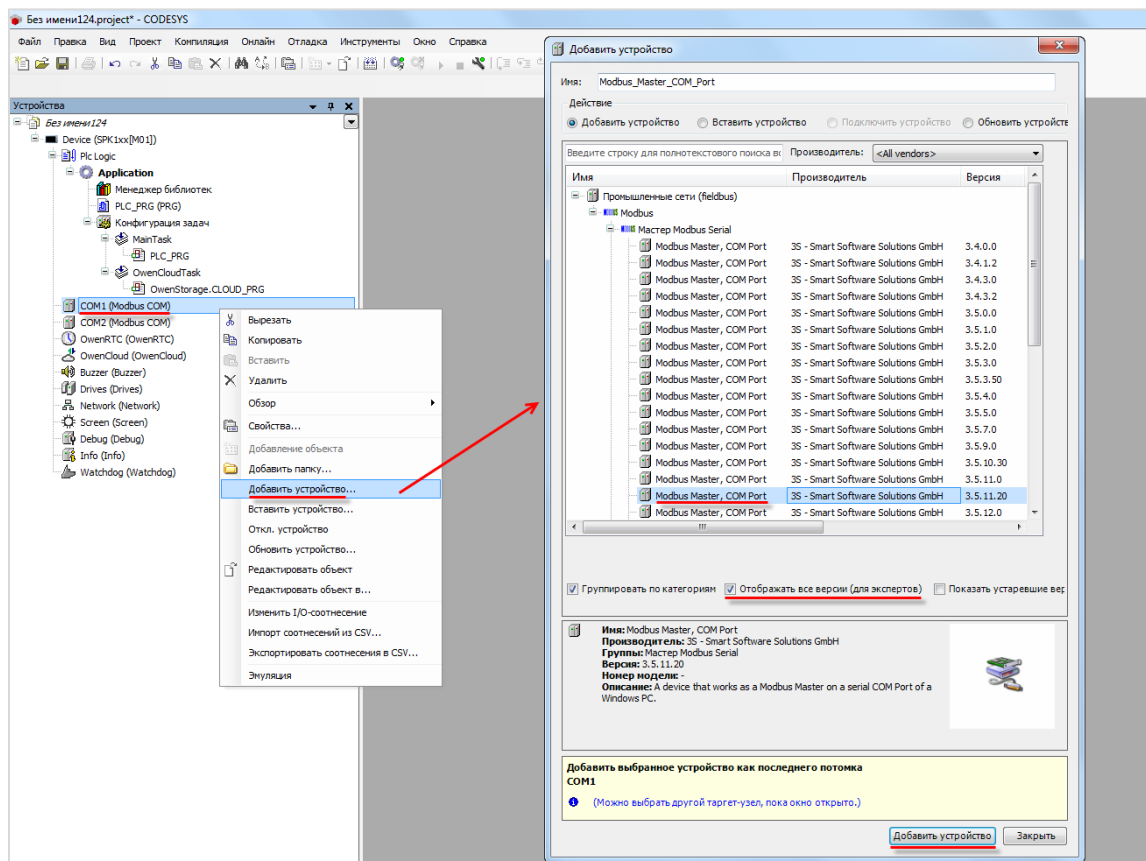 Без имени124.project* - CODESYS
Файл Правка Вид Проект Компиляция Онлайн Отладка Инструменты Окно Справка
Устройства
Без имени124
Device (SPK1xx[M01])
Plc Logic
Application
Менеджер библиотек
PLC_PRG (PRG)
Конфигурация задач
MainTask
PLC_PRG
OwenCloudTask
OwenStorage.CLOUD_PRG
COM1 (Modbus COM)
COM2 (Modbus COM)
OwenRTC (OwenRTC)
OwenCloud (OwenCloud)
Buzzer (Buzzer)
Drives (Drives)
Network (Network)
Screen (Screen)
Debug (Debug)
Info (Info)
Watchdog (Watchdog)
Вырезать
Копировать
Вставить
Удалить
Обзор
Свойства...
Добавление объекта
Добавить папку...
Добавить устройство...
Вставить устройство...
Откл. устройство
Обновить устройство...
Редактировать объект
Редактировать объект в...
Изменить I/O-соотнесение
Импорт соотнесений из CSV...
Экспортировать соотнесения в CSV...
Эмуляция
Добавить устройство
Имя: Modbus_Master_COM_Port
Действие
Добавить устройство Вставить устройство Подключить устройство Обновить устройств
Введите строку для полнотекстового поиска во Производитель: <All vendors>
Имя Производитель Версия
Промышленные сети (fieldbus)
Modbus
Мастер Modbus Serial
Modbus Master, COM Port 3S - Smart Software Solutions GmbH 3.4.0.0
Modbus Master, COM Port 3S - Smart Software Solutions GmbH 3.4.1.2
Modbus Master, COM Port 3S - Smart Software Solutions GmbH 3.4.3.0
Modbus Master, COM Port 3S - Smart Software Solutions GmbH 3.4.3.2
Modbus Master, COM Port 3S - Smart Software Solutions GmbH 3.5.0.0
Modbus Master, COM Port 3S - Smart Software Solutions GmbH 3.5.1.0
Modbus Master, COM Port 3S - Smart Software Solutions GmbH 3.5.2.0
Modbus Master, COM Port 3S - Smart Software Solutions GmbH 3.5.3.0
Modbus Master, COM Port 3S - Smart Software Solutions GmbH 3.5.3.50
Modbus Master, COM Port 3S - Smart Software Solutions GmbH 3.5.4.0
Modbus Master, COM Port 3S - Smart Software Solutions GmbH 3.5.5.0
Modbus Master, COM Port 3S - Smart Software Solutions GmbH 3.5.7.0
Modbus Master, COM Port 3S - Smart Software Solutions GmbH 3.5.9.0
Modbus Master, COM Port 3S - Smart Software Solutions GmbH 3.5.10.30
Modbus Master, COM Port 3S - Smart Software Solutions GmbH 3.5.11.0
Modbus Master, COM Port 3S - Smart Software Solutions GmbH 3.5.11.20
Modbus Master, COM Port 3S - Smart Software Solutions GmbH 3.5.12.0
Группировать по категориям Отображать все версии (для экспертов) Показать устаревшие вер
Имя: Modbus Master, COM Port
Производитель: 3S - Smart Software Solutions GmbH
Группы: Мастер Modbus Serial
Версия: 3.5.11.20
Номер модели: -
Описание: A device that works as a Modbus Master on a serial COM Port of a
Windows PC.
Добавить выбранное устройство как последнего потомка
COM1
(Можно выбрать другой таргет-узел, пока окно открыто.)
Добавить устройство Закрыть